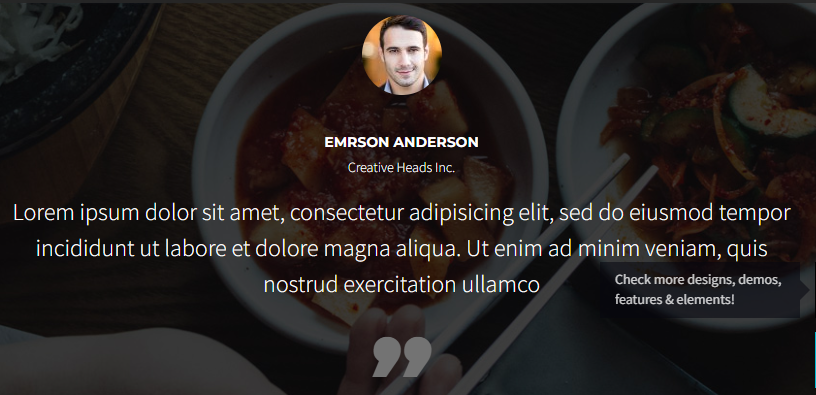 EMRSON ANDERSON
Creative Heads Inc.
Lorem ipsum dolor sit amet, consectetur adipisicing elit, sed do eiusmod tempor
incididunt ut labore et dolore magna aliqua. Ut enim ad minim veniam, quis
nostrud exercitation ullamco
Check more designs, demos,
features & elements!
”